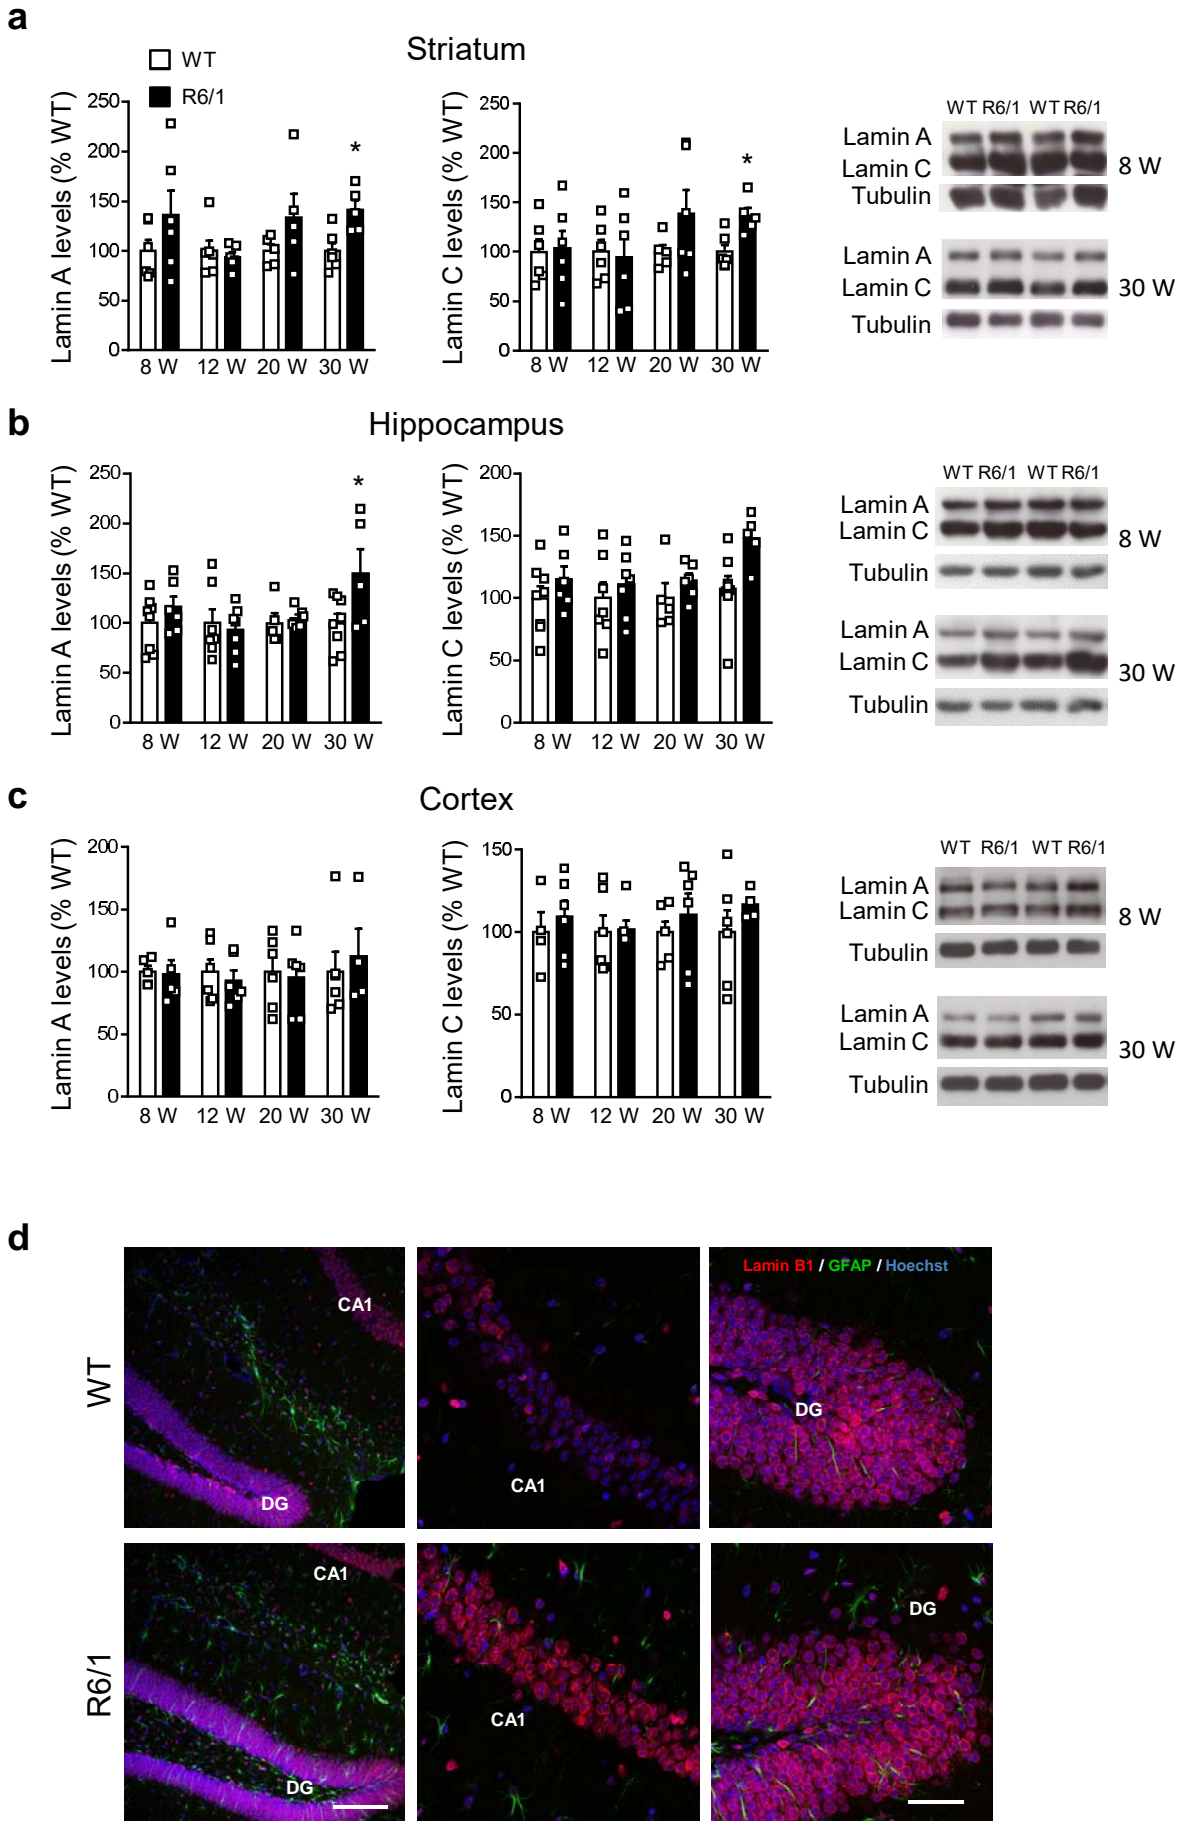 a
Striatum
WT
R6/1
Lamin A levels (% WT)
250
200
150
100
50
0
*
8 W 12 W 20 W 30 W
Lamin C levels (% WT)
250
200
150
100
50
0
*
8 W 12 W 20 W 30 W
WT R6/1 WT R6/1
Lamin A
Lamin C
8 W
Tubulin
Lamin A
Lamin C
30 W
Tubulin
b
Hippocampus
Lamin A levels (% WT)
250
200
150
100
50
0
*
8 W 12 W 20 W 30 W
Lamin C levels (% WT)
200
150
100
50
0
8 W 12 W 20 W 30 W
WT R6/1 WT R6/1
Lamin A
Lamin C
8 W
Tubulin
Lamin A
Lamin C
30 W
Tubulin
c
Cortex
Lamin A levels (% WT)
200
150
100
50
0
8 W 12 W 20 W 30 W
Lamin C levels (% WT)
150
100
50
0
8 W 12 W 20 W 30 W
WT R6/1 WT R6/1
Lamin A
Lamin C
8 W
Tubulin
Lamin A
Lamin C
30 W
Tubulin
d
WT
CA1
DG
CA1
Lamin B1 / GFAP / Hoechst
DG
R6/1
CA1
DG
CA1
DG